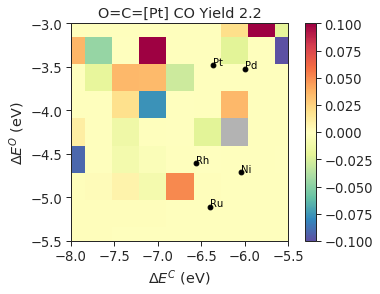 O=C=[Pt] CO Yield 2.2
−3.0
−3.5
−4.0
−4.5
−5.0
−5.5
ΔE^O (eV)
Pt
Pd
Rh
Ni
Ru
−8.0 −7.5 −7.0 −6.5 −6.0 −5.5
ΔE^C (eV)
0.100
0.075
0.050
0.025
0.000
−0.025
−0.050
−0.075
−0.100